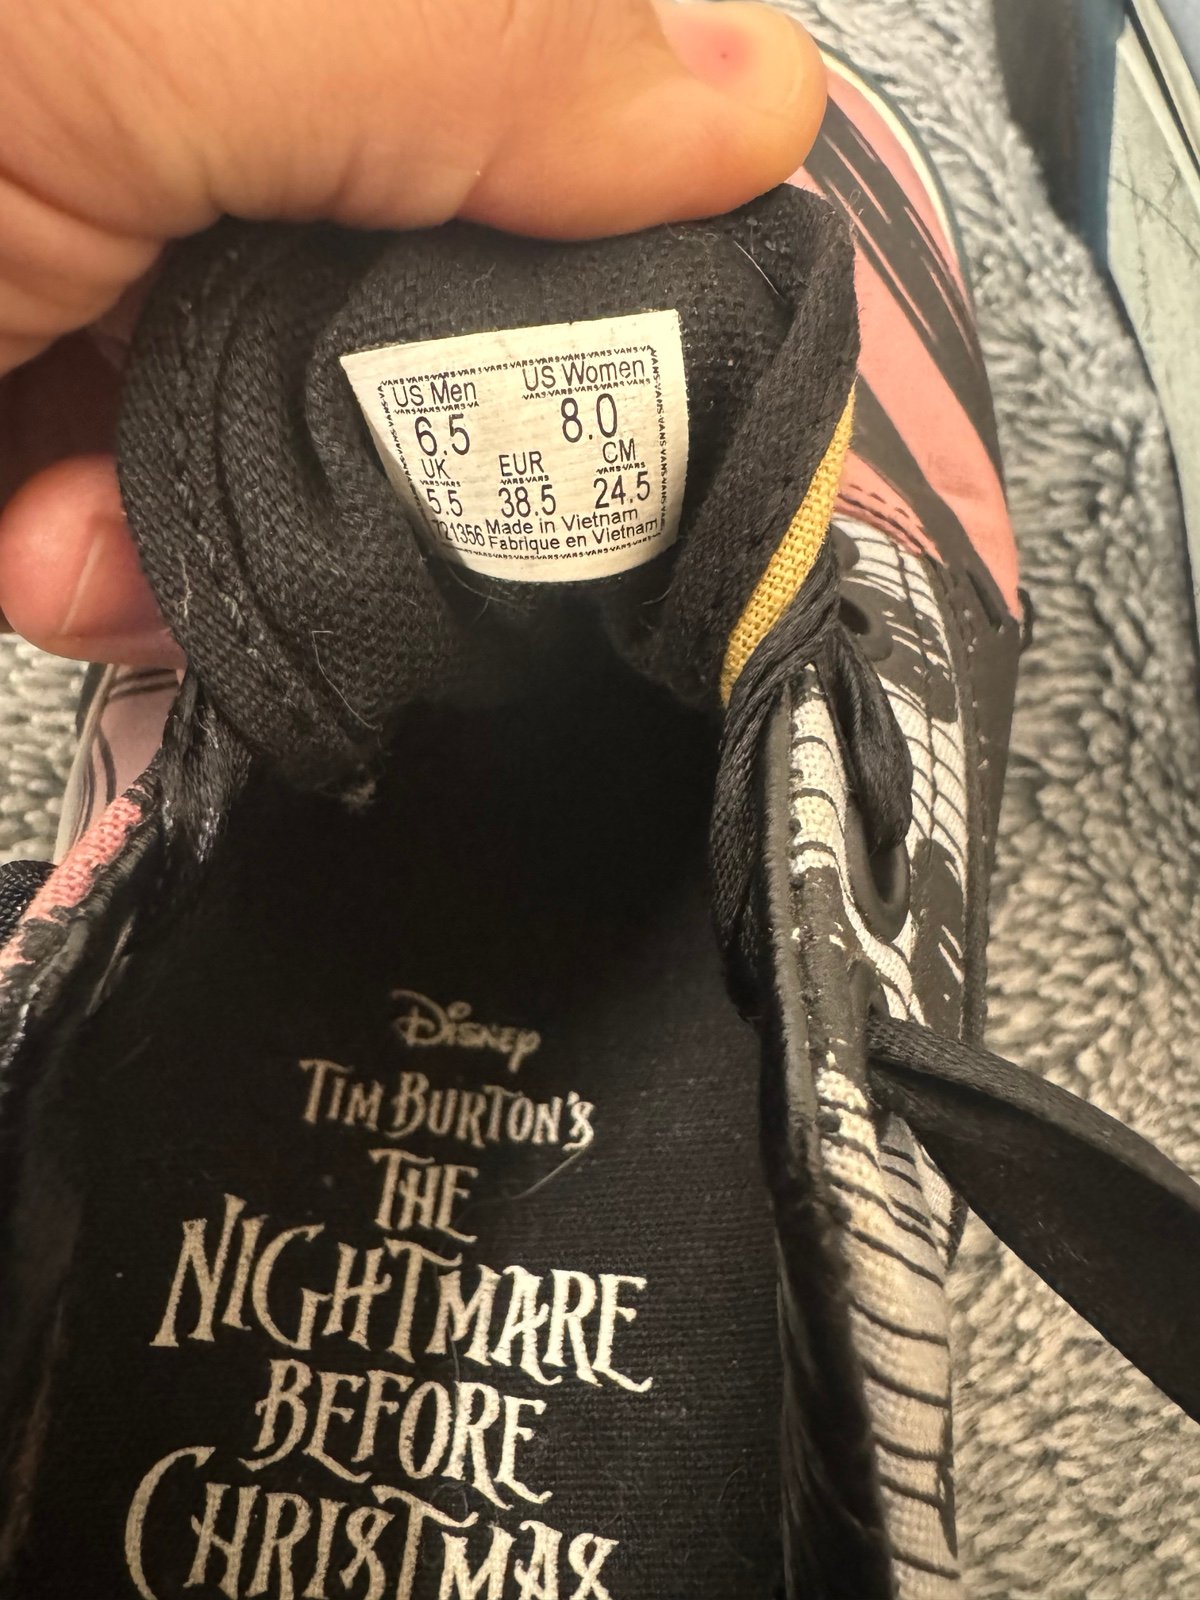 US Men US Women
6.5 8.0
UK EUR CM
5.5 38.5 24.5
721356 Made in Vietnam
Fabrique en Vietnam
Disney
TIM BURTON'S
THE
NIGHTMARE
BEFORE
CHRISTMAS